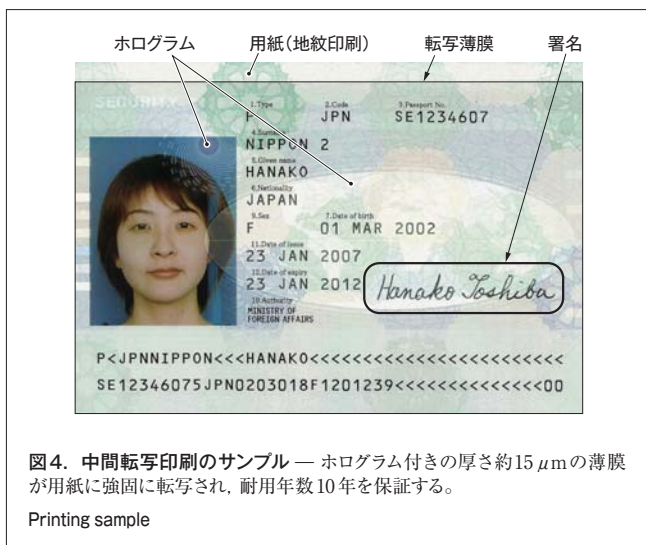 ホログラム 用紙(地紋印刷) 転写薄膜 署名
SECURITY
1.Type 2.Code 3.Passport No.
P JPN SE1234607
4.Surname
NIPPON 2
5.Given name
HANAKO
6.Nationality
JAPAN
9.Sex 7.Date of birth
F 01 MAR 2002
11.Date of issue
23 JAN 2007
12.Date of expiry
23 JAN 2012 Hanako Toshiba
10.Authority
MINISTRY OF
FOREIGN AFFAIRS
P<JPNNIPPON<<<HANAKO<<<<<<<<<<<<<<<<<<<<<<<<
SE12346075JPN0203018F1201239<<<<<<<<<<<<<<00
図4. 中間転写印刷のサンプル — ホログラム付きの厚さ約15μmの薄膜
が用紙に強固に転写され,耐用年数10年を保証する。
Printing sample